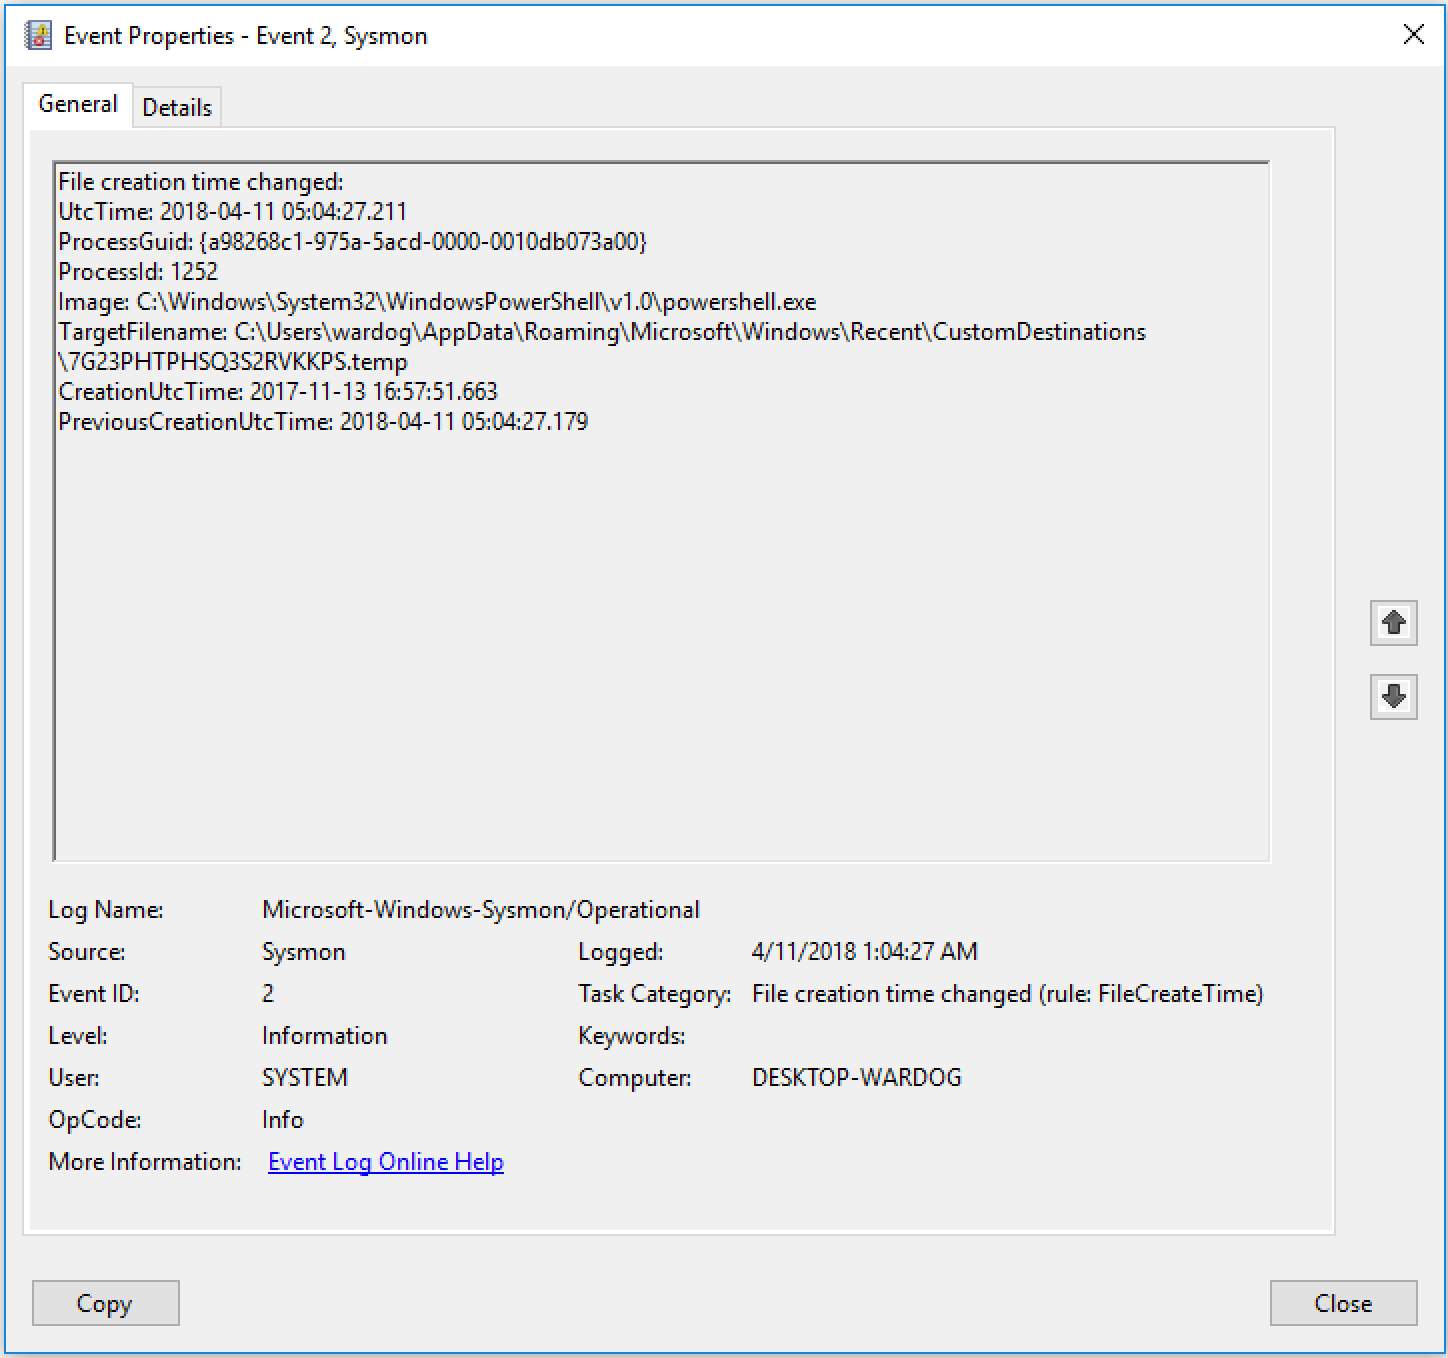 Event Properties - Event 2, Sysmon
General
Details
File creation time changed:
UtcTime: 2018-04-11 05:04:27.211
ProcessGuid: {a98268c1-975a-5acd-0000-0010db073a00}
ProcessId: 1252
Image: C:\Windows\System32\WindowsPowerShell\v1.0\powershell.exe
TargetFilename: C:\Users\wardog\AppData\Roaming\Microsoft\Windows\Recent\CustomDestinations
\7G23PHTPHSQ3S2RVKKPS.temp
CreationUtcTime: 2017-11-13 16:57:51.663
PreviousCreationUtcTime: 2018-04-11 05:04:27.179
Log Name: Microsoft-Windows-Sysmon/Operational
Source: Sysmon Logged: 4/11/2018 1:04:27 AM
Event ID: 2 Task Category: File creation time changed (rule: FileCreateTime)
Level: Information Keywords:
User: SYSTEM Computer: DESKTOP-WARDOG
OpCode: Info
More Information: Event Log Online Help
Copy
Close